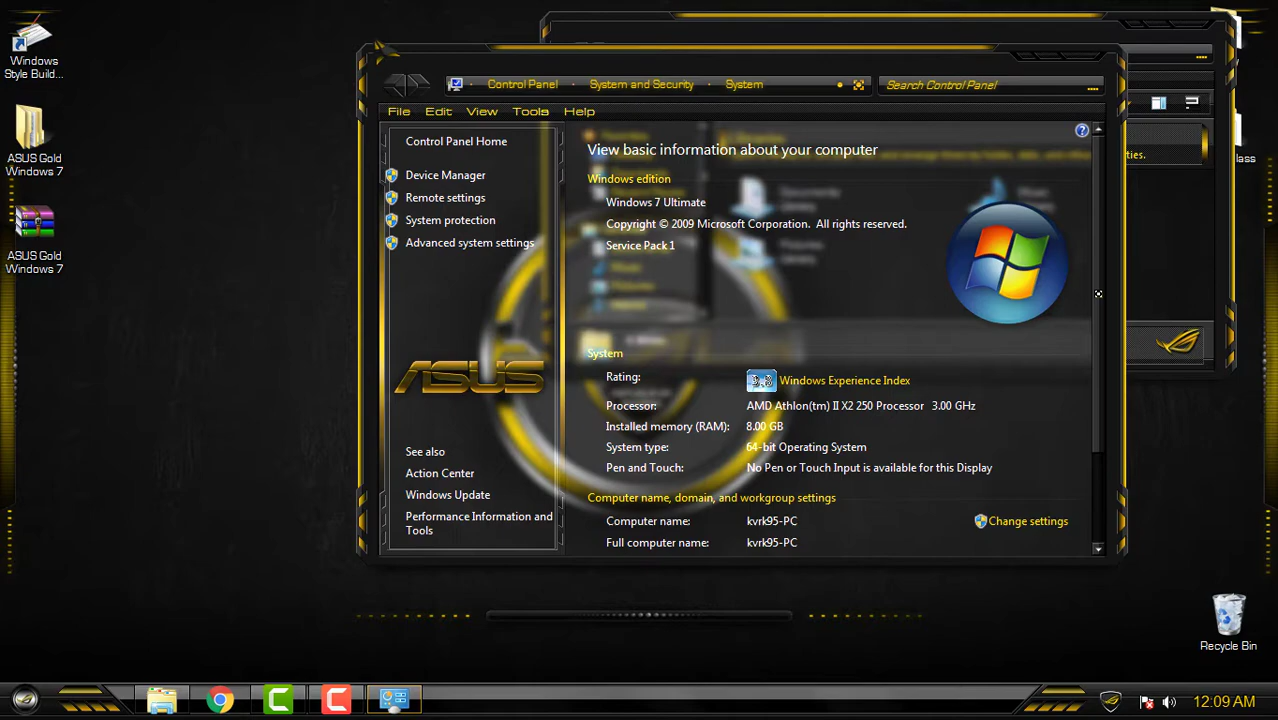 Windows
Style Build...
ASUS Gold
Windows 7
ASUS Gold
Windows 7
Control Panel
System and Security
System
Search Control Panel
File
Edit
View
Tools
Help
Control Panel Home
Device Manager
Remote settings
System protection
Advanced system settings
ASUS
See also
Action Center
Windows Update
Performance Information and
Tools
View basic information about your computer
Windows edition
Windows 7 Ultimate
Copyright © 2009 Microsoft Corporation. All rights reserved.
Service Pack 1
System
Rating:
3.8
Windows Experience Index
Processor:
AMD Athlon(tm) II X2 250 Processor 3.00 GHz
Installed memory (RAM):
8.00 GB
System type:
64-bit Operating System
Pen and Touch:
No Pen or Touch Input is available for this Display
Computer name, domain, and workgroup settings
Computer name:
kvrk95-PC
Change settings
Full computer name:
kvrk95-PC
ties.
lass
Recycle Bin
12:09 AM